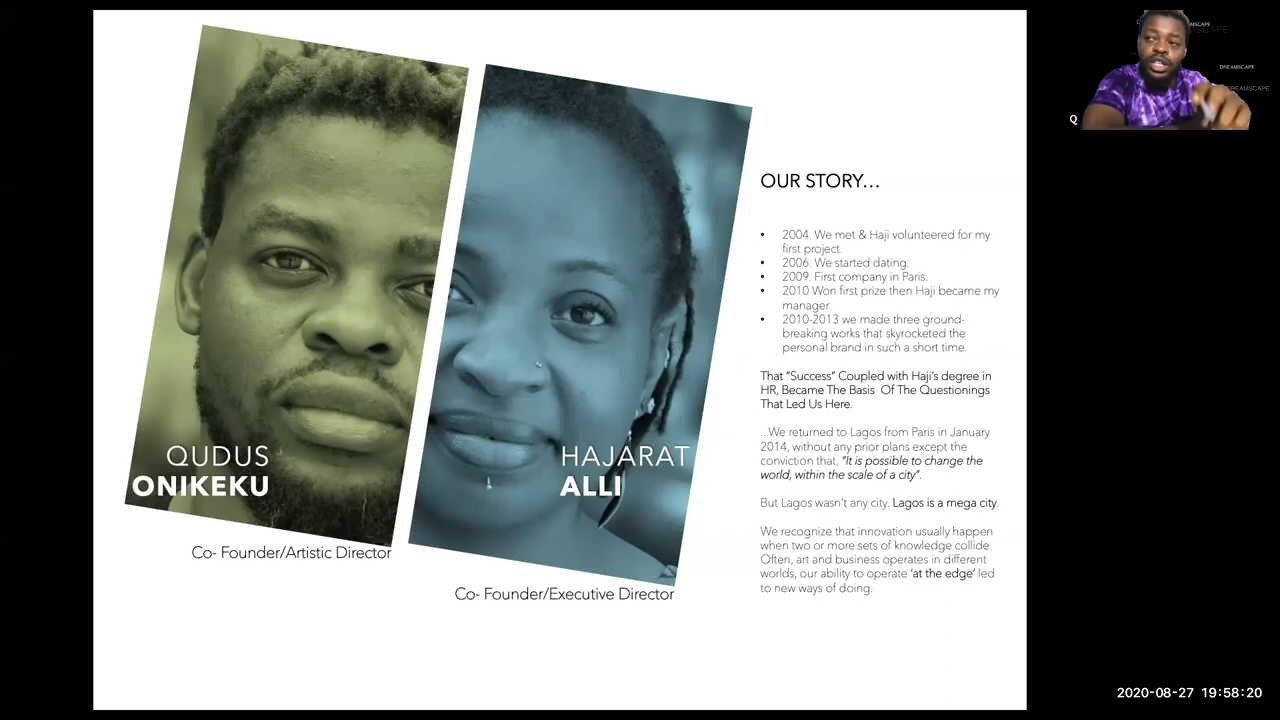 QUDUS
ONIKEKU
Co- Founder/Artistic Director
HAJARAT
ALLI
Co- Founder/Executive Director
OUR STORY...
• 2004. We met & Haji volunteered for my
first project.
• 2006. We started dating.
• 2009. First company in Paris.
• 2010 Won first prize then Haji became my
manager.
• 2010-2013 we made three ground-
breaking works that skyrocketed the
personal brand in such a short time.
That “Success” Coupled with Haji’s degree in
HR, Became The Basis Of The Questionings
That Led Us Here.
...We returned to Lagos from Paris in January
2014, without any prior plans except the
conviction that, “It is possible to change the
world, within the scale of a city”.
But Lagos wasn’t any city. Lagos is a mega city.
We recognize that innovation usually happen
when two or more sets of knowledge collide.
Often, art and business operates in different
worlds, our ability to operate ‘at the edge’ led
to new ways of doing.
DREAMSCAPE
DREAMSCAPE
Q
2020-08-27 19:58:20